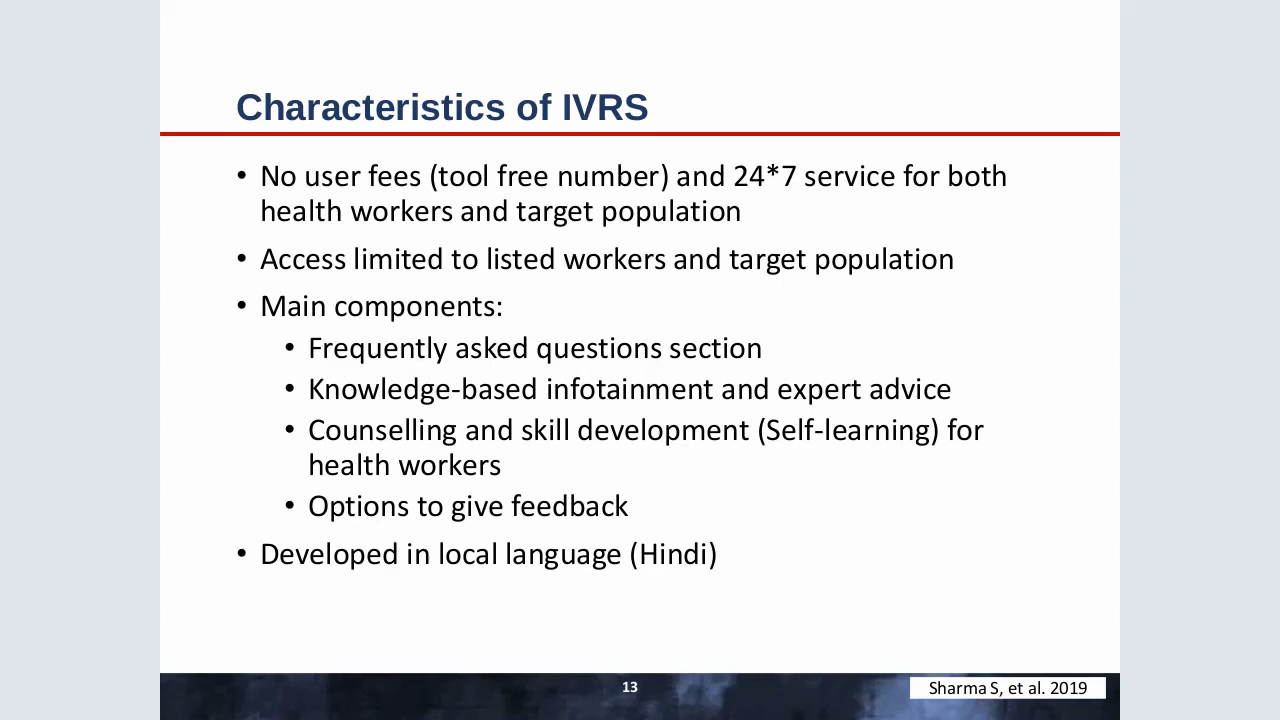 Characteristics of IVRS
• No user fees (tool free number) and 24*7 service for both
health workers and target population
• Access limited to listed workers and target population
• Main components:
• Frequently asked questions section
• Knowledge-based infotainment and expert advice
• Counselling and skill development (Self-learning) for
health workers
• Options to give feedback
• Developed in local language (Hindi)
13
Sharma S, et al. 2019